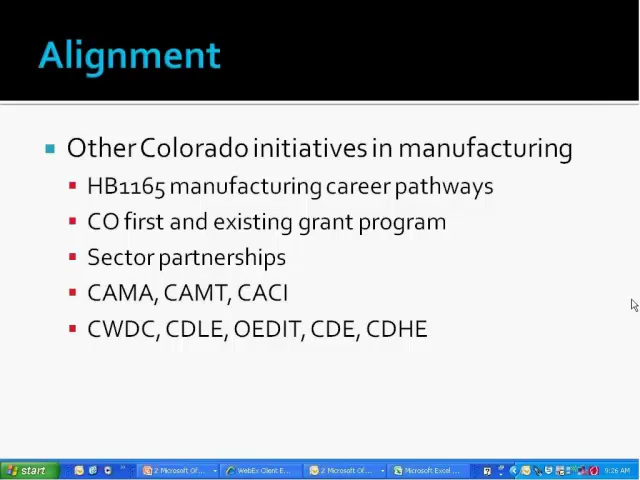 Alignment
Other Colorado initiatives in manufacturing
HB1165 manufacturing career pathways
CO first and existing grant program
Sector partnerships
CAMA, CAMT, CACI
CWDC, CDLE, OEDIT, CDE, CDHE
start
2 Microsoft Of...
WebEx Client E...
2 Microsoft Of...
Microsoft Excel ...
9:26 AM